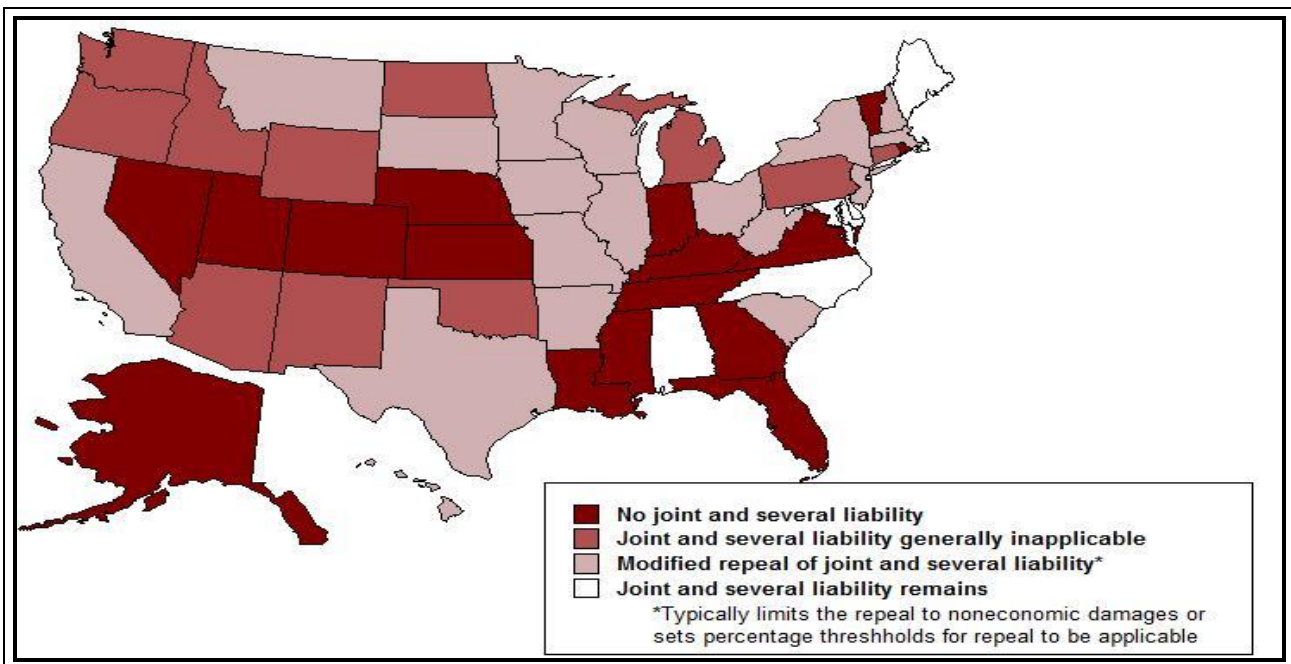 No joint and several liability
Joint and several liability generally inapplicable
Modified repeal of joint and several liability*
Joint and several liability remains
*Typically limits the repeal to noneconomic damages or
sets percentage threshholds for repeal to be applicable